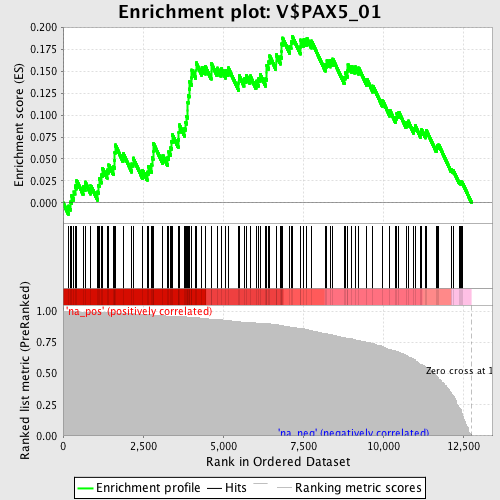 Enrichment plot: V$PAX5_01
Enrichment score (ES)
0.200
0.175
0.150
0.125
0.100
0.075
0.050
0.025
0.000
'na_pos' (positively correlated)
Ranked list metric (PreRanked)
1.00
0.75
0.50
0.25
0.00
Zero cross at 1
'na_neg' (negatively correlated)
0
2,500
5,000
7,500
10,000
12,500
Rank in Ordered Dataset
Enrichment profile
Hits
Ranking metric scores